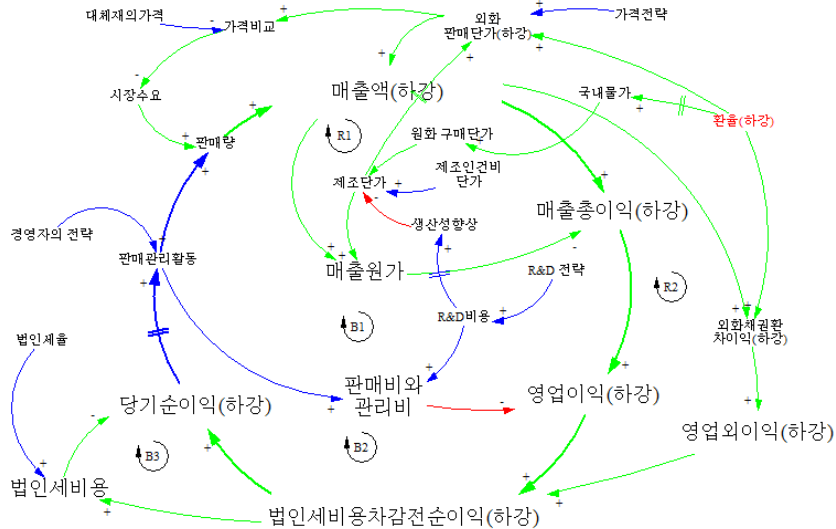 대체재의가격
외화
판매단가(하강)
가격전략
가격비교
+
+
-
+
+
-
시장수요
매출액(하강)
국내물가
+
환율(하강)
+
+
+
판매량
+
R1
원화 구매단가
+
제조단가
+
제조인건비
단가
-
+
매출총이익(하강)
경영자의 전략
생산성향상
+
+
판매관리활동
+
+
+
매출원가
-
R&D 전략
R2
B1
R&D비용
+
+
+
외화채권환
차이익(하강)
법인세율
+
판매비와
관리비
+
-
+
영업이익(하강)
당기순이익(하강)
-
+
B3
B2
+
영업외이익(하강)
+
법인세비용
+
+
+
법인세비용차감전순이익(하강)